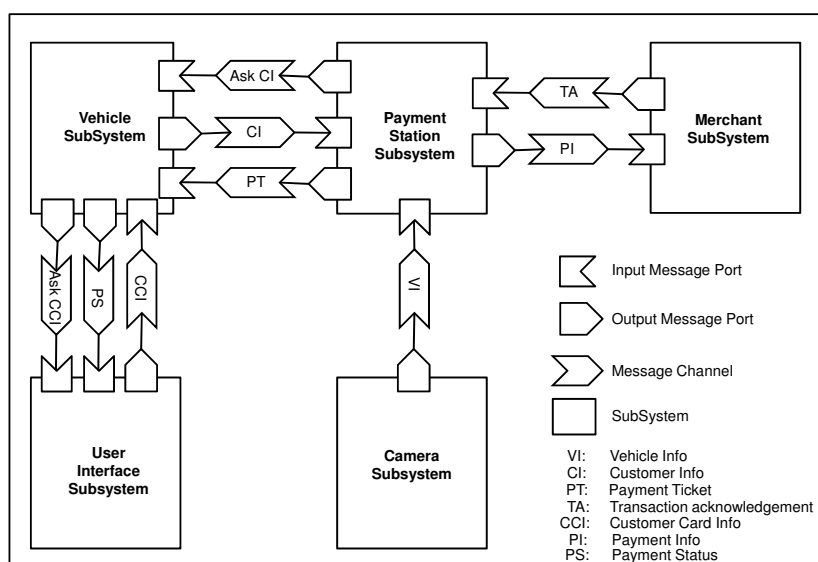 Vehicle
SubSystem
Ask CI
CI
PT
Payment
Station
Subsystem
TA
PI
Merchant
SubSystem
Ask CCI
PS
CCI
VI
User
Interface
Subsystem
Camera
Subsystem
Input Message Port
Output Message Port
Message Channel
SubSystem
VI: Vehicle Info
CI: Customer Info
PT: Payment Ticket
TA: Transaction acknowledgement
CCI: Customer Card Info
PI: Payment Info
PS: Payment Status